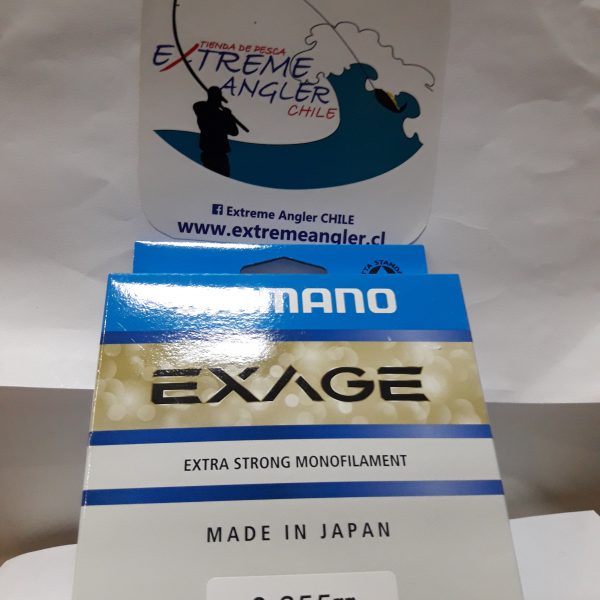 TIENDA DE PESCA
EXTREME
ANGLER
CHILE
Extreme Angler CHILE
www.extremeangler.cl
SHIMANO
EXAGE
EXTRA STRONG MONOFILAMENT
MADE IN JAPAN